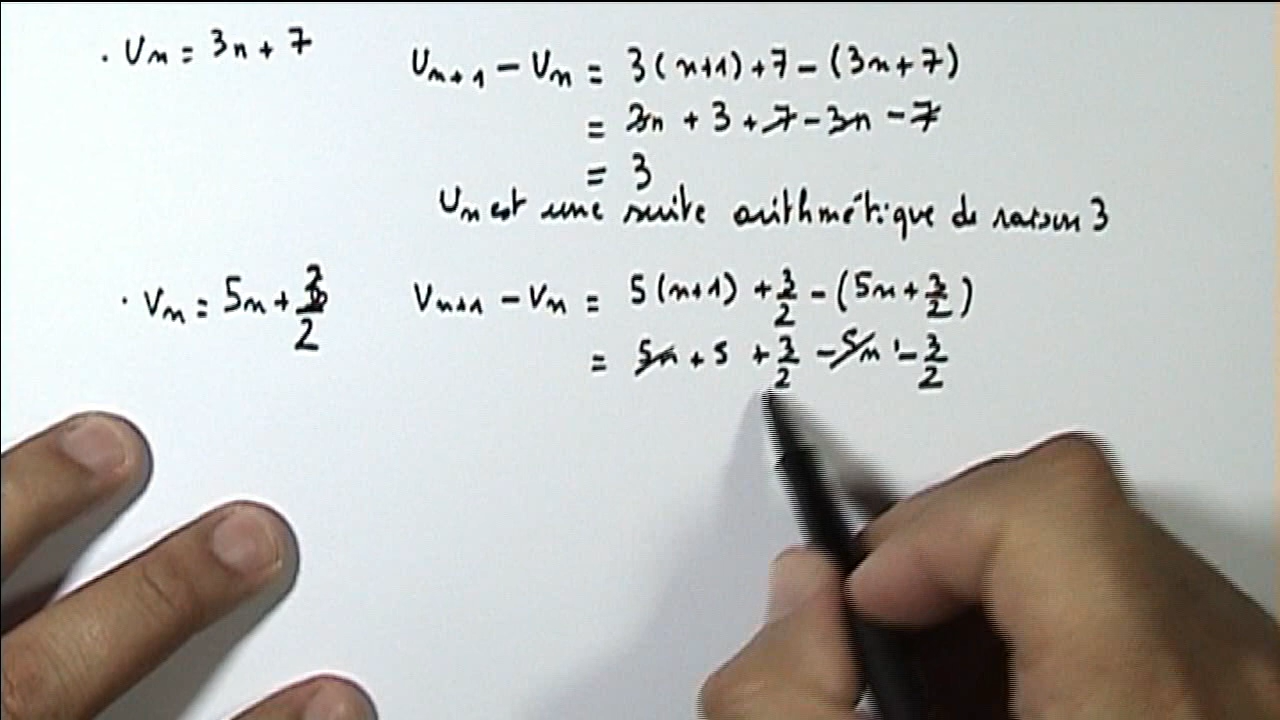 . Un = 3n + 7
Un+1 - Un = 3(n+1) + 7 - (3n + 7)
= 3n + 3 + 7 - 3n - 7
= 3
Un est une suite arithmétique de raison 3
. Vn = 5n + 3/2
Vn+1 - Vn = 5(n+1) + 3/2 - (5n + 3/2)
= 5n + 5 + 3/2 - 5n - 3/2